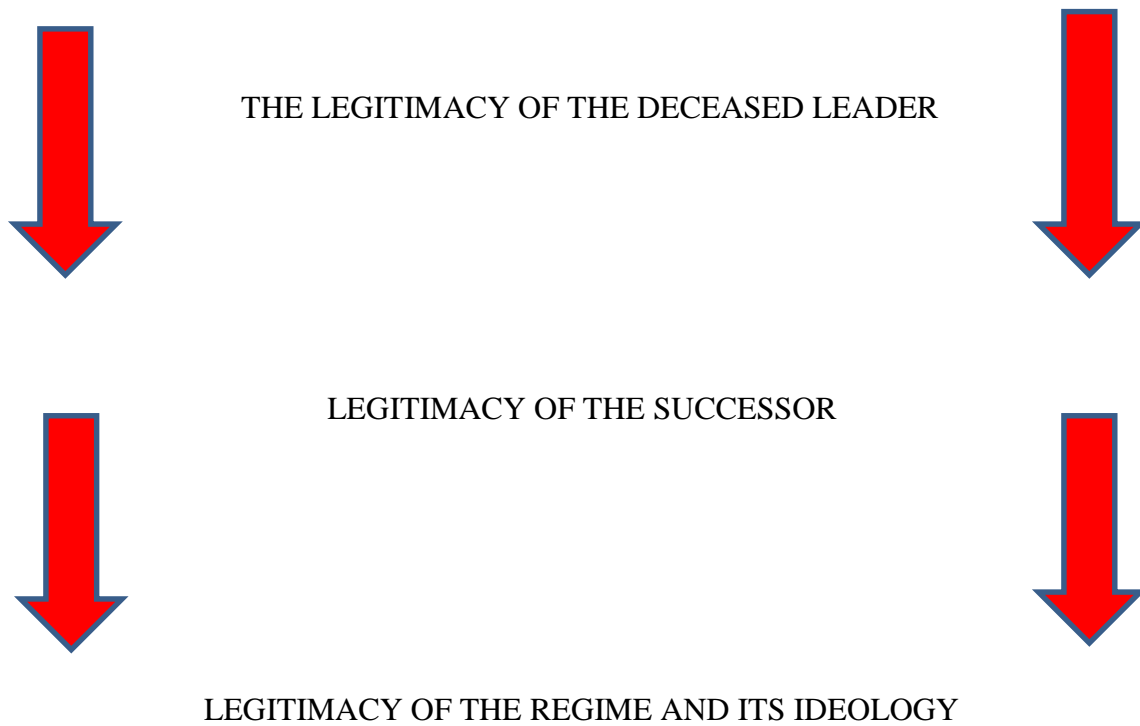 THE LEGITIMACY OF THE DECEASED LEADER
LEGITIMACY OF THE SUCCESSOR
LEGITIMACY OF THE REGIME AND ITS IDEOLOGY